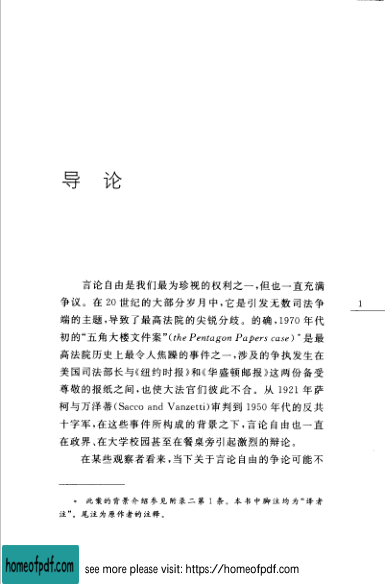 导 论
言论自由是我们最为珍视的权利之一,但也一直充满
争议。在 20 世纪的大部分岁月中,它是引发无数司法争
端的主题,导致了最高法院的尖锐分歧。的确,1970 年代
初的“五角大楼文件案”(the Pentagon Papers case)*是最
高法院历史上最令人焦躁的事件之一,涉及的争执发生在
美国司法部长与《纽约时报》和《华盛顿邮报》这两份备受
尊敬的报纸之间,也使大法官们彼此不合。从 1921 年萨
柯与万泽蒂(Sacco and Vanzetti)审判到 1950 年代的反共
十字军,在这些事件所构成的背景之下,言论自由也一直
在政界、在大学校园甚至在餐桌旁引起激烈的辩论。
在某些观察者看来,当下关于言论自由的争论可能不
1
* 此案的背景介绍参见附录二第 1 条。本书中脚注均为“译者
注”,尾注为原作者的注释。
homeofpdf.com
see more please visit: https://homeofpdf.com